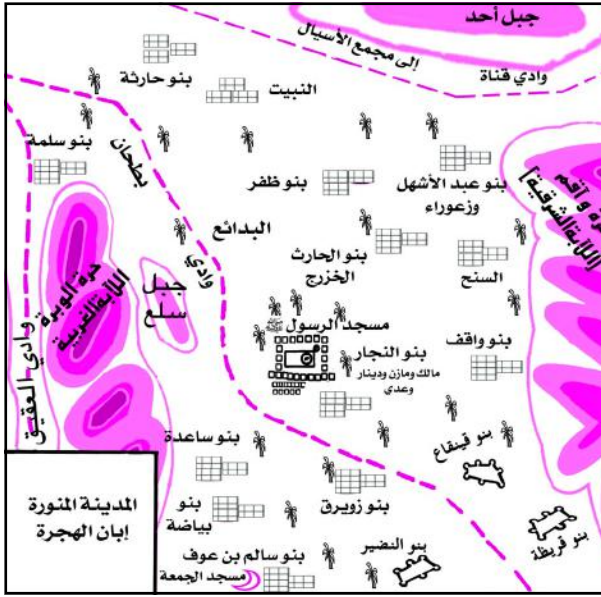 جبل أحد
إلى مجمع الأسيال
وادي قناة
بنو حارثة
النبيت
بنو سلمة
بطحان
بنو ظفر
بنو عبد الأشهل
وزعوراء
حرة وأقم
[اللآبة الشرقية]
البدائع
وادي
بنو الحارث
الخزرج
السنح
حرة الوبرة
اللآبة الغربية
جبل
سلع
وادي العقيق
مسجد الرسول ﷺ
بنو النجار
مالك ومازن ودينار
وعدي
بنو واقف
بنو ساعدة
بنو قينقاع
المدينة المنورة
إبان الهجرة
بنو
بياضة
بنو زويرق
بنو قريظة
بنو سالم بن عوف
مسجد الجمعة
بنو النضير